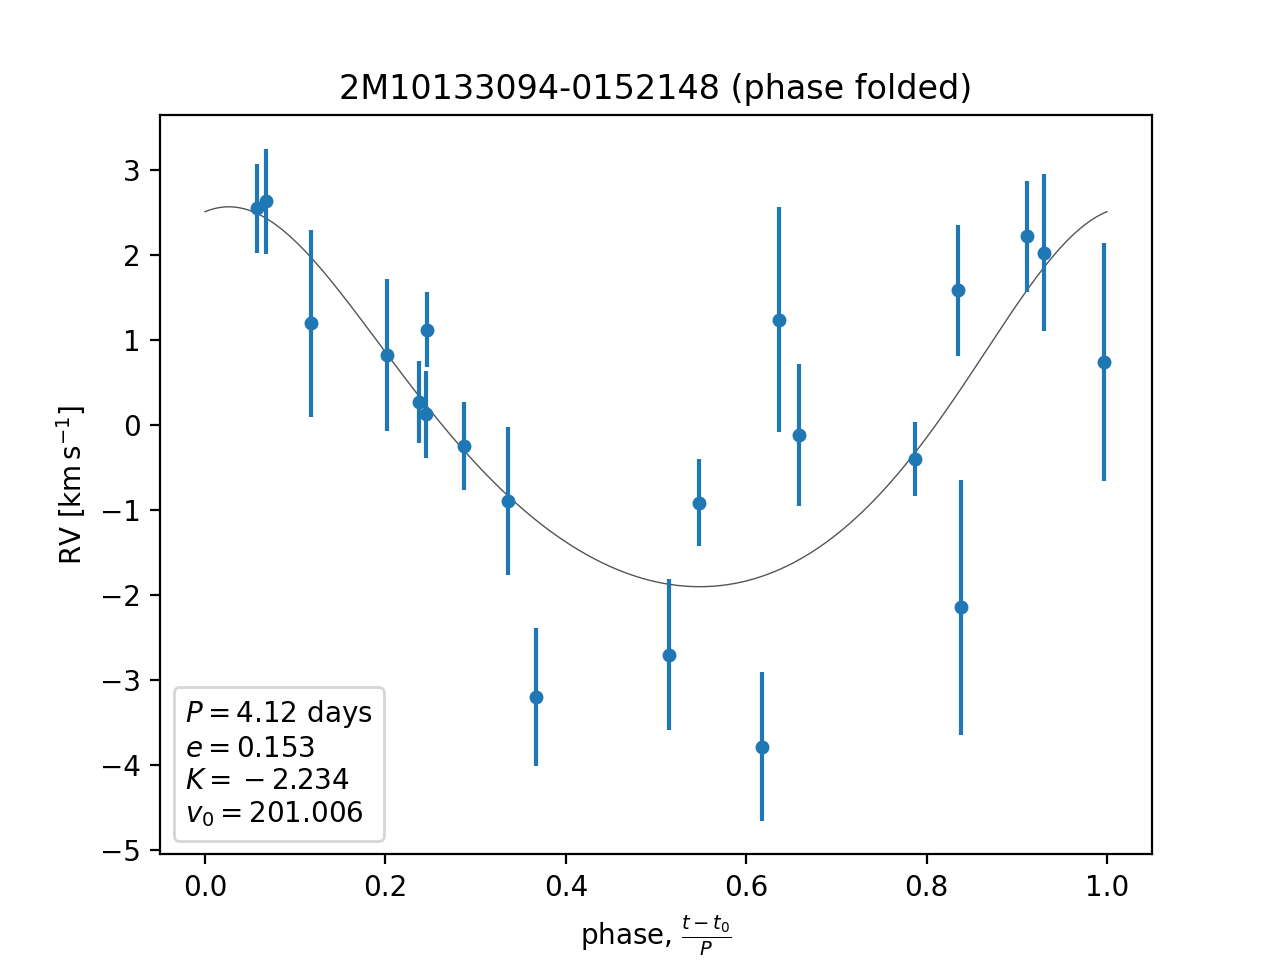 2M10133094-0152148 (phase folded)
RV [km s⁻¹]
3
2
1
0
−1
−2
−3
−4
−5
P = 4.12 days
e = 0.153
K = −2.234
v₀ = 201.006
0.0 0.2 0.4 0.6 0.8 1.0
phase, (t − t₀)/P